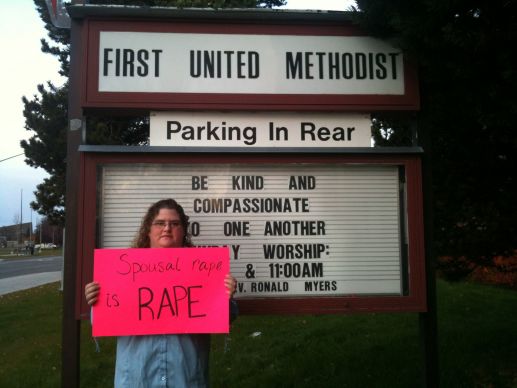 FIRST UNITED METHODIST
Parking In Rear
BE KIND AND
COMPASSIONATE
O ONE ANOTHER
DAY WORSHIP:
& 11:00AM
V. RONALD MYERS
Spousal rape
is RAPE